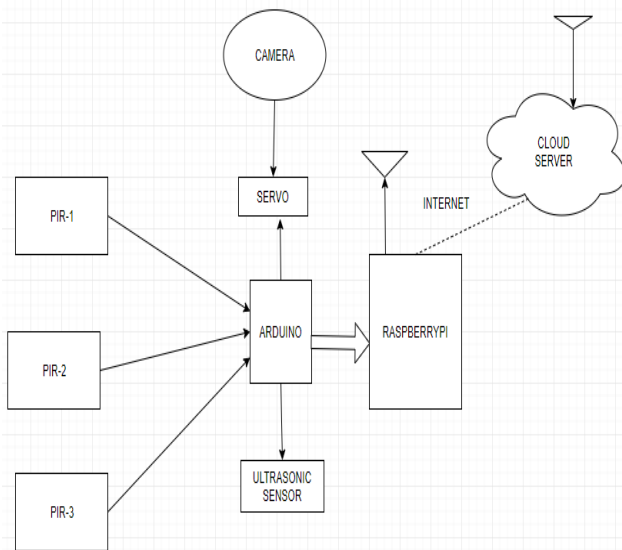 CAMERA
CLOUD
SERVER
SERVO
INTERNET
PIR-1
ARDUINO
RASPBERRYPI
PIR-2
ULTRASONIC
SENSOR
PIR-3